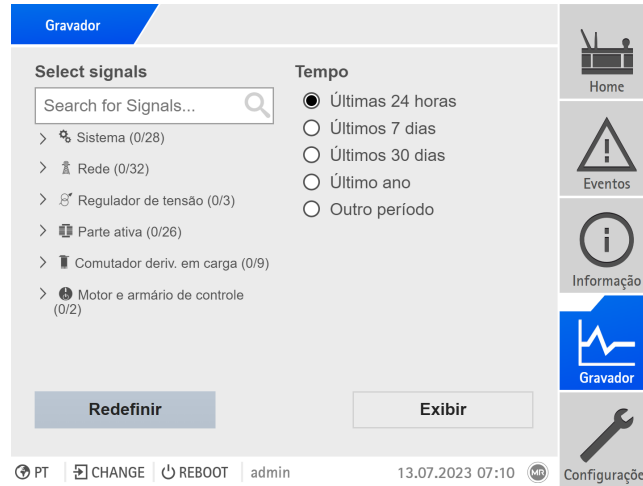 Gravador
Select signals
Search for Signals...
Sistema (0/28)
Rede (0/32)
Regulador de tensão (0/3)
Parte ativa (0/26)
Comutador deriv. em carga (0/9)
Motor e armário de controle
(0/2)
Tempo
Últimas 24 horas
Últimos 7 dias
Últimos 30 dias
Último ano
Outro período
Redefinir
Exibir
Home
Eventos
Informação
Gravador
Configuraçõe
PT CHANGE REBOOT admin 13.07.2023 07:10 MR